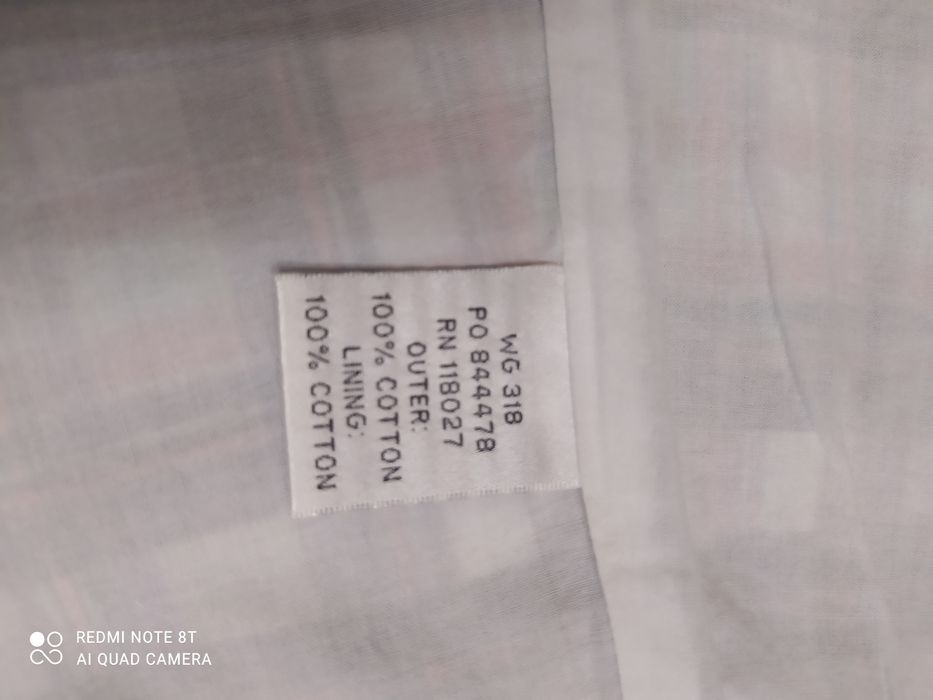 WG 318
PO 844478
RN 118027
OUTER:
100% COTTON
LINING:
100% COTTON
REDMI NOTE 8T
AI QUAD CAMERA